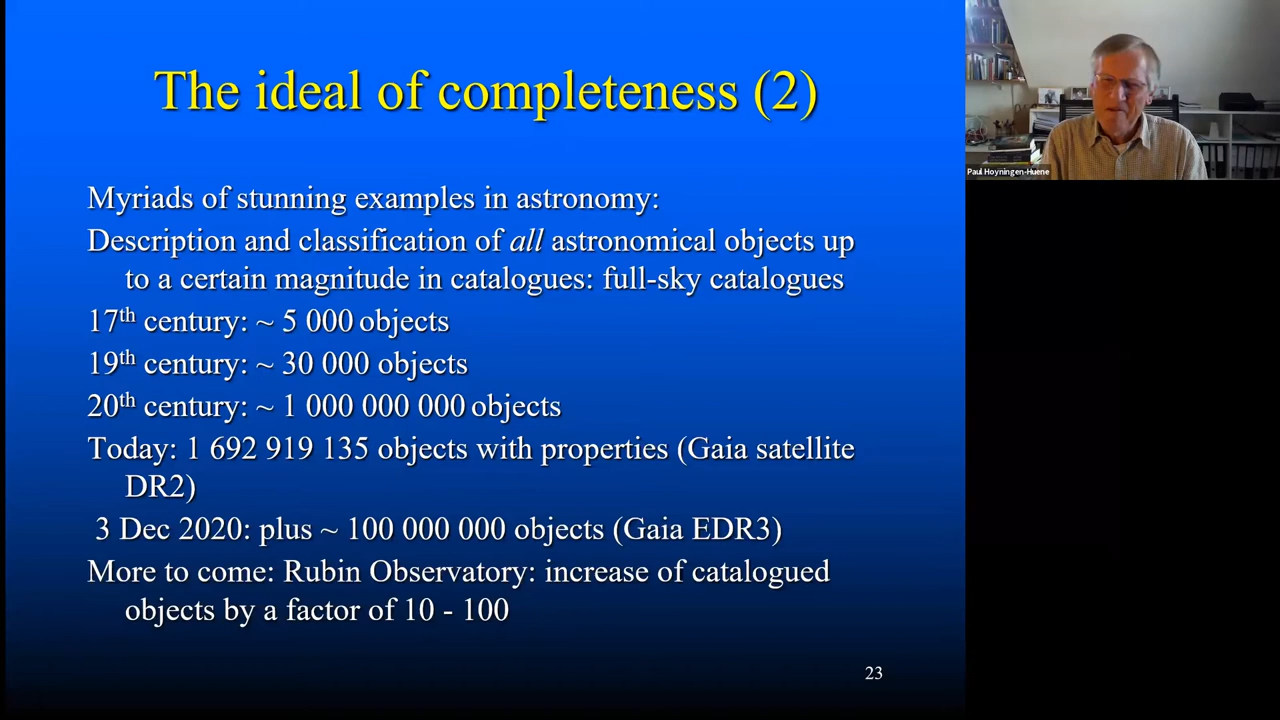 The ideal of completeness (2)
Myriads of stunning examples in astronomy:
Description and classification of all astronomical objects up
to a certain magnitude in catalogues: full-sky catalogues
17th century: ~ 5 000 objects
19th century: ~ 30 000 objects
20th century: ~ 1 000 000 000 objects
Today: 1 692 919 135 objects with properties (Gaia satellite
DR2)
3 Dec 2020: plus ~ 100 000 000 objects (Gaia EDR3)
More to come: Rubin Observatory: increase of catalogued
objects by a factor of 10 - 100
23
Paul Hoyningen-Huene